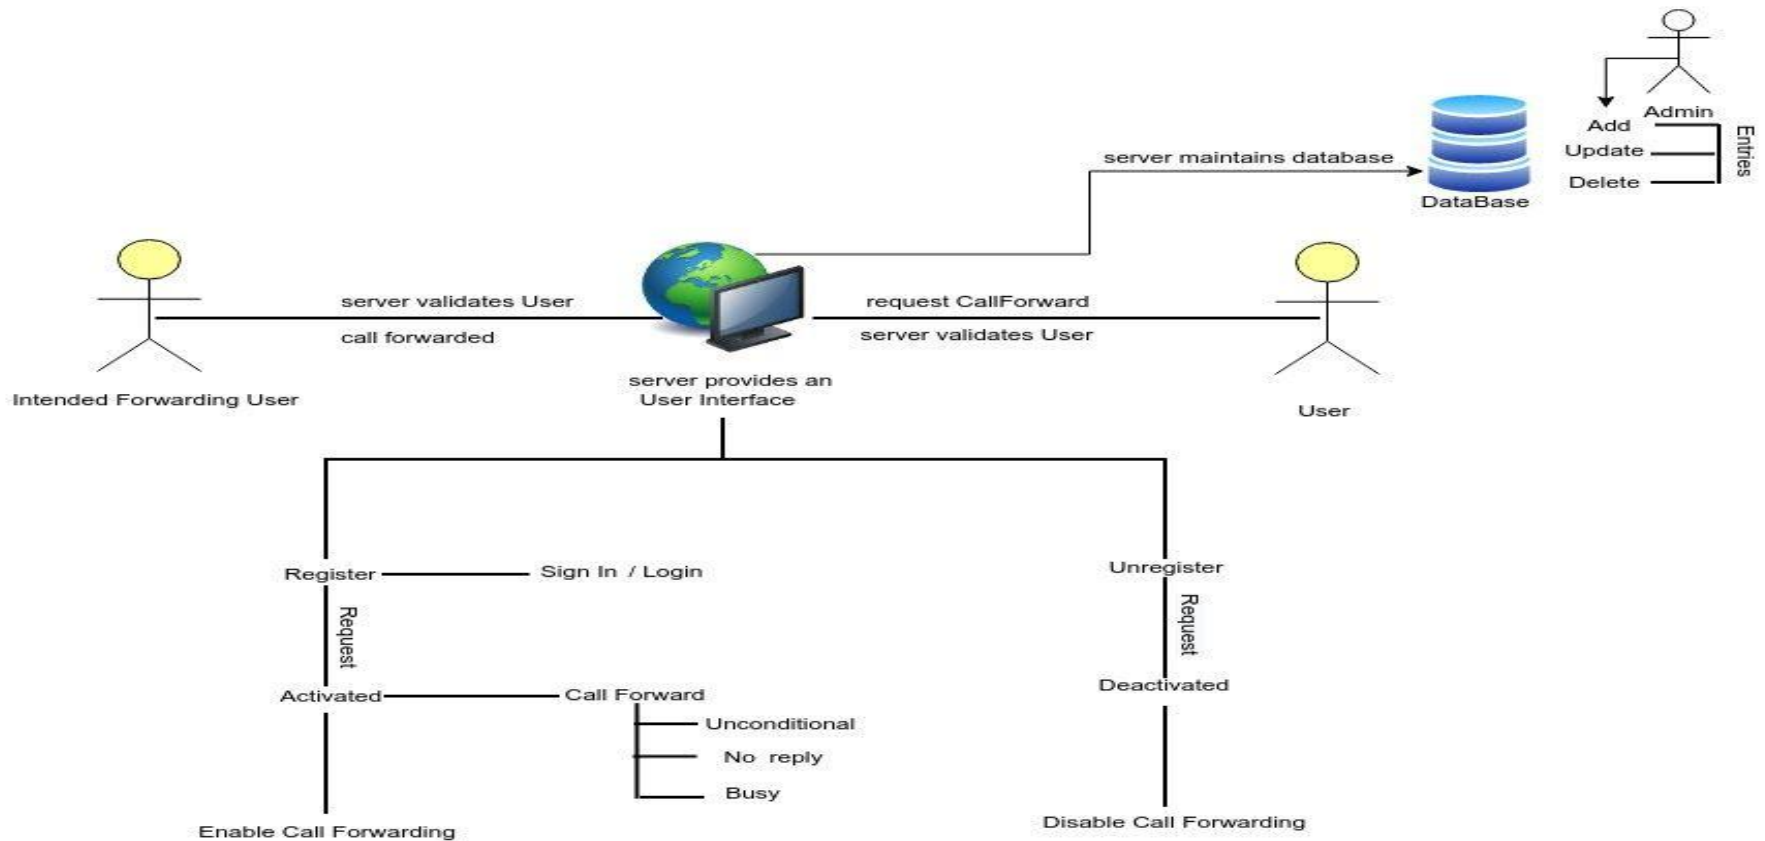 Admin
Add
Update
Delete
Entries
server maintains database
DataBase
server validates User
call forwarded
request CallForward
server validates User
Intended Forwarding User
server provides an
User Interface
User
Register
Sign In / Login
Unregister
Request
Request
Activated
Call Forward
Deactivated
Unconditional
No reply
Busy
Enable Call Forwarding
Disable Call Forwarding